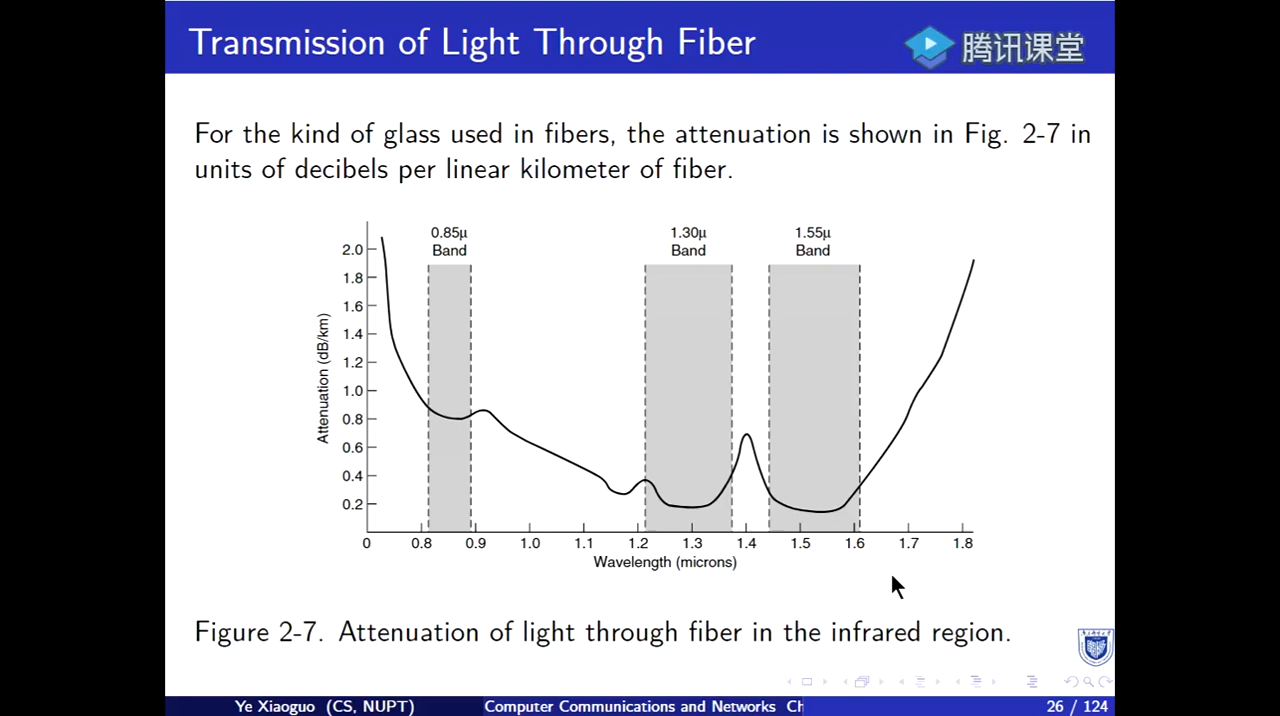 Transmission of Light Through Fiber
腾讯课堂
For the kind of glass used in fibers, the attenuation is shown in Fig. 2-7 in
units of decibels per linear kilometer of fiber.
0.85μ
Band
1.30μ
Band
1.55μ
Band
2.0
1.8
1.6
1.4
1.2
1.0
0.8
0.6
0.4
0.2
Attenuation (dB/km)
0 0.8 0.9 1.0 1.1 1.2 1.3 1.4 1.5 1.6 1.7 1.8
Wavelength (microns)
Figure 2-7. Attenuation of light through fiber in the infrared region.
Ye Xiaoguo (CS, NUPT) Computer Communications and Networks Ch 26 / 124